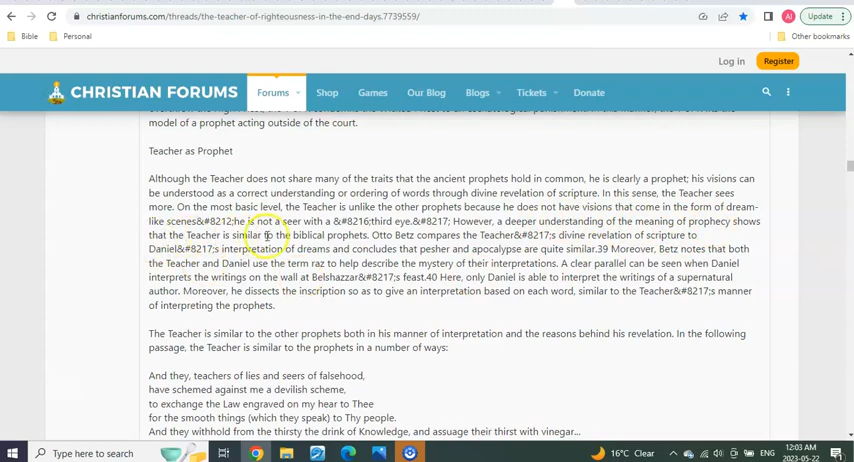 christianforums.com/threads/the-teacher-of-righteousness-in-the-end-days.7739559/
AI
Update
Bible
Personal
Other bookmarks
Log in
Register
CHRISTIAN FORUMS
Forums
Shop
Games
Our Blog
Blogs
Tickets
Donate
model of a prophet acting outside of the court.
Teacher as Prophet
Although the Teacher does not share many of the traits that the ancient prophets hold in common, he is clearly a prophet; his visions can
be understood as a correct understanding or ordering of words through divine revelation of scripture. In this sense, the Teacher sees
more. On the most basic level, the Teacher is unlike the other prophets because he does not have visions that come in the form of dream-
like scenes&#8212;he is not a seer with a &#8216;third eye.&#8217; However, a deeper understanding of the meaning of prophecy shows
that the Teacher is similar to the biblical prophets. Otto Betz compares the Teacher&#8217;s divine revelation of scripture to
Daniel&#8217;s interpretation of dreams and concludes that pesher and apocalypse are quite similar.39 Moreover, Betz notes that both
the Teacher and Daniel use the term raz to help describe the mystery of their interpretations. A clear parallel can be seen when Daniel
interprets the writings on the wall at Belshazzar&#8217;s feast.40 Here, only Daniel is able to interpret the writings of a supernatural
author. Moreover, he dissects the inscription so as to give an interpretation based on each word, similar to the Teacher&#8217;s manner
of interpreting the prophets.
The Teacher is similar to the other prophets both in his manner of interpretation and the reasons behind his revelation. In the following
passage, the Teacher is similar to the prophets in a number of ways:
And they, teachers of lies and seers of falsehood,
have schemed against me a devilish scheme,
to exchange the Law engraved on my hear to Thee
for the smooth things (which they speak) to Thy people.
And they withhold from the thirsty the drink of Knowledge, and assuage their thirst with vinegar...
Type here to search
16°C Clear
ENG
12:03 AM
2023-05-22